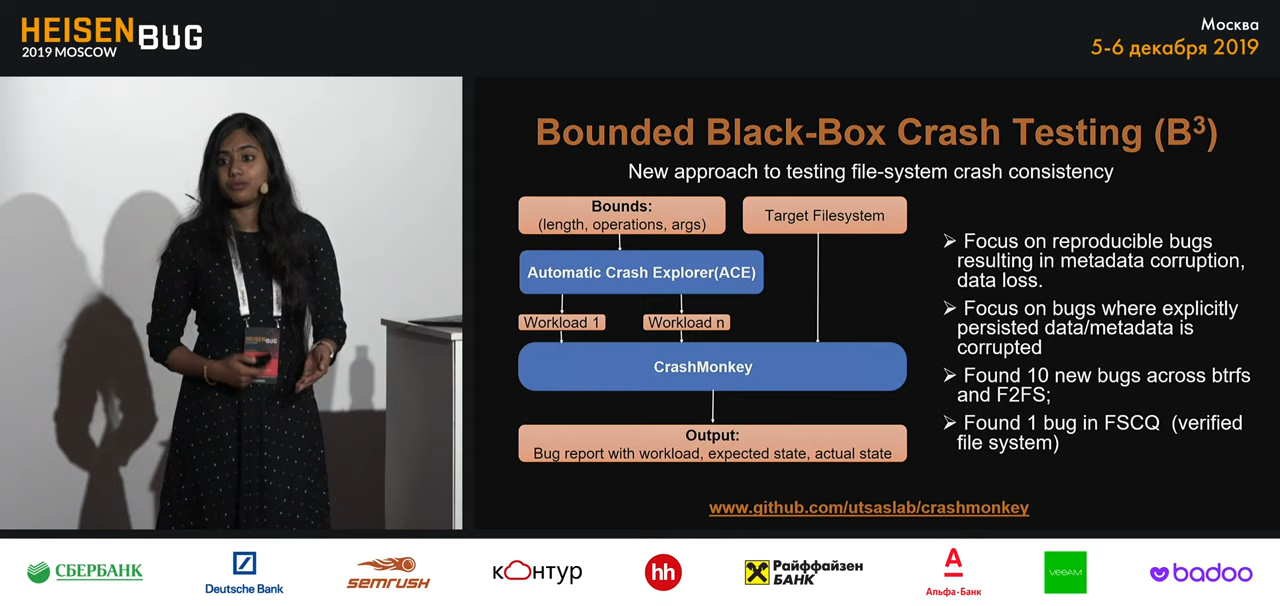 HEISENBUG
2019 MOSCOW
Москва
5-6 декабря 2019
Bounded Black-Box Crash Testing (B³)
New approach to testing file-system crash consistency
Bounds:
(length, operations, args)
Target Filesystem
Automatic Crash Explorer(ACE)
Workload 1
Workload n
CrashMonkey
Output:
Bug report with workload, expected state, actual state
➢ Focus on reproducible bugs
resulting in metadata corruption,
data loss.
➢ Focus on bugs where explicitly
persisted data/metadata is
corrupted
➢ Found 10 new bugs across btrfs
and F2FS;
➢ Found 1 bug in FSCQ (verified
file system)
www.github.com/utsaslab/crashmonkey
СБЕРБАНК
Deutsche Bank
semrush
кОнтур
hh
Райффайзен
БАНК
А
Альфа·Банк
veeam
badoo